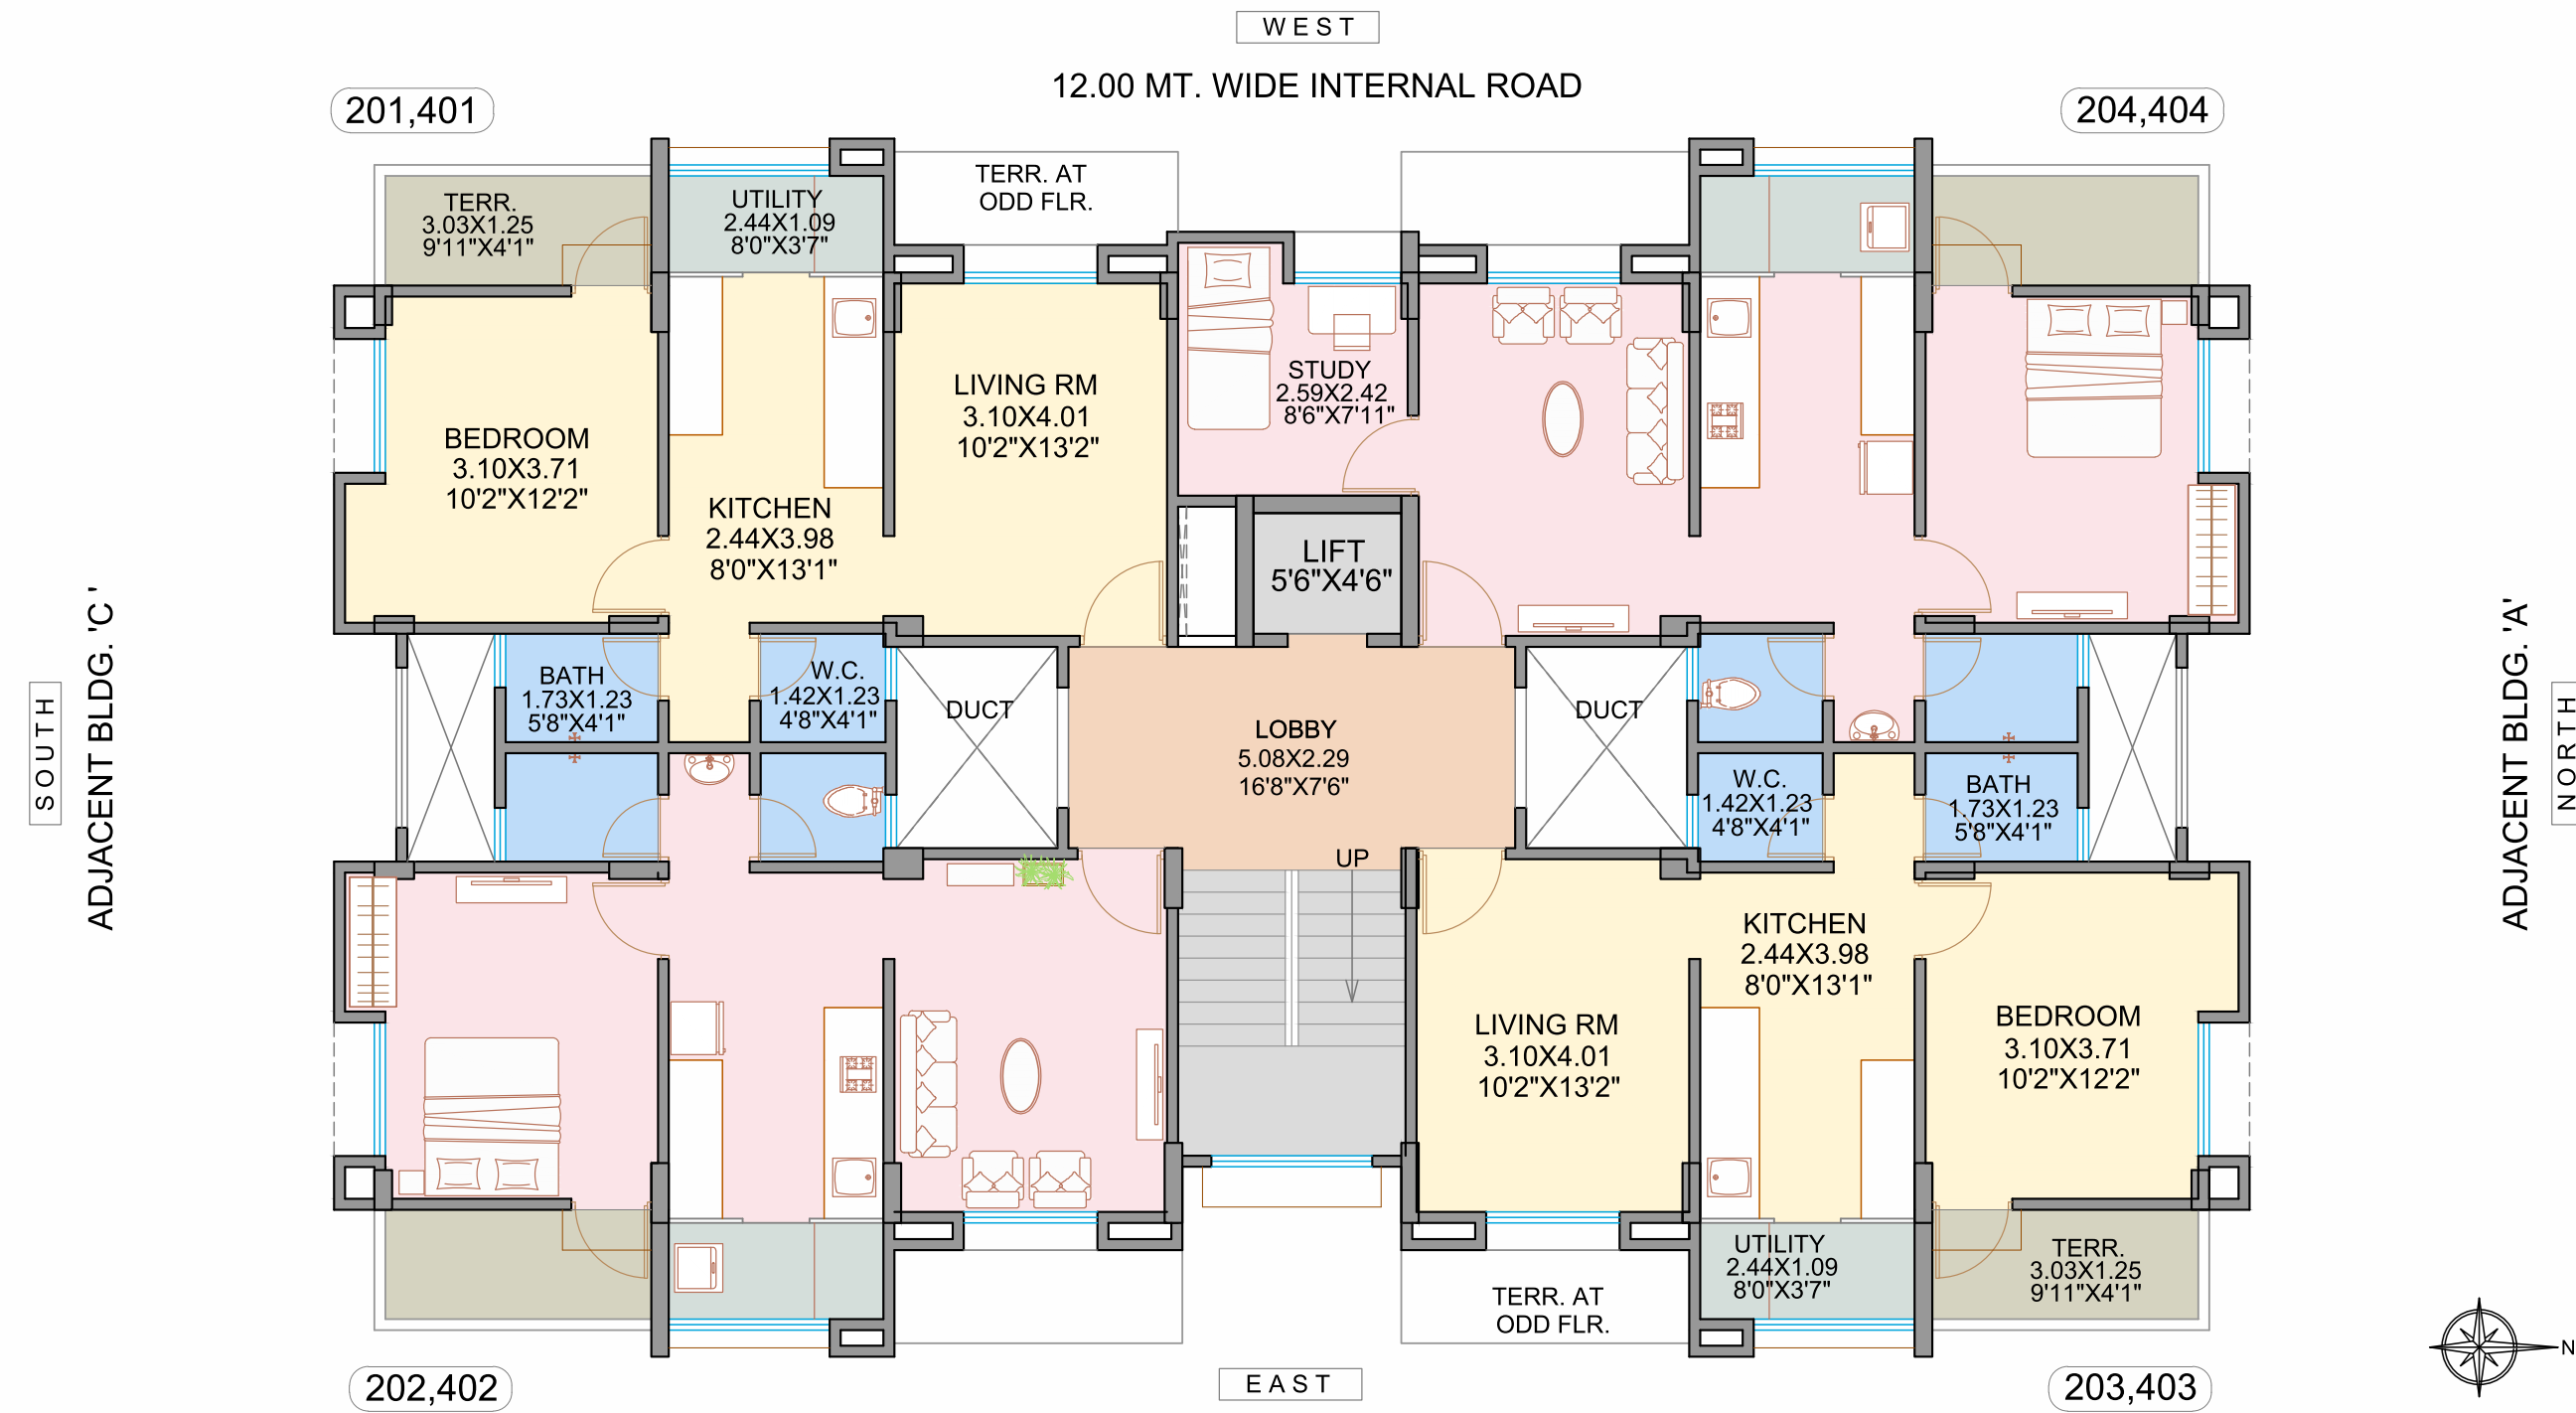 WEST
12.00 MT. WIDE INTERNAL ROAD
201,401
204,404
TERR.
3.03X1.25
9'11"X4'1"
UTILITY
2.44X1.09
8'0"X3'7"
TERR. AT
ODD FLR.
BEDROOM
3.10X3.71
10'2"X12'2"
KITCHEN
2.44X3.98
8'0"X13'1"
LIVING RM
3.10X4.01
10'2"X13'2"
STUDY
2.59X2.42
8'6"X7'11"
LIFT
5'6"X4'6"
SOUTH
ADJACENT BLDG. 'C '
BATH
1.73X1.23
5'8"X4'1"
W.C.
1.42X1.23
4'8"X4'1"
DUCT
LOBBY
5.08X2.29
16'8"X7'6"
UP
DUCT
W.C.
1.42X1.23
4'8"X4'1"
BATH
1.73X1.23
5'8"X4'1"
ADJACENT BLDG. 'A'
NORTH
KITCHEN
2.44X3.98
8'0"X13'1"
LIVING RM
3.10X4.01
10'2"X13'2"
BEDROOM
3.10X3.71
10'2"X12'2"
TERR. AT
ODD FLR.
UTILITY
2.44X1.09
8'0"X3'7"
TERR.
3.03X1.25
9'11"X4'1"
N
202,402
EAST
203,403